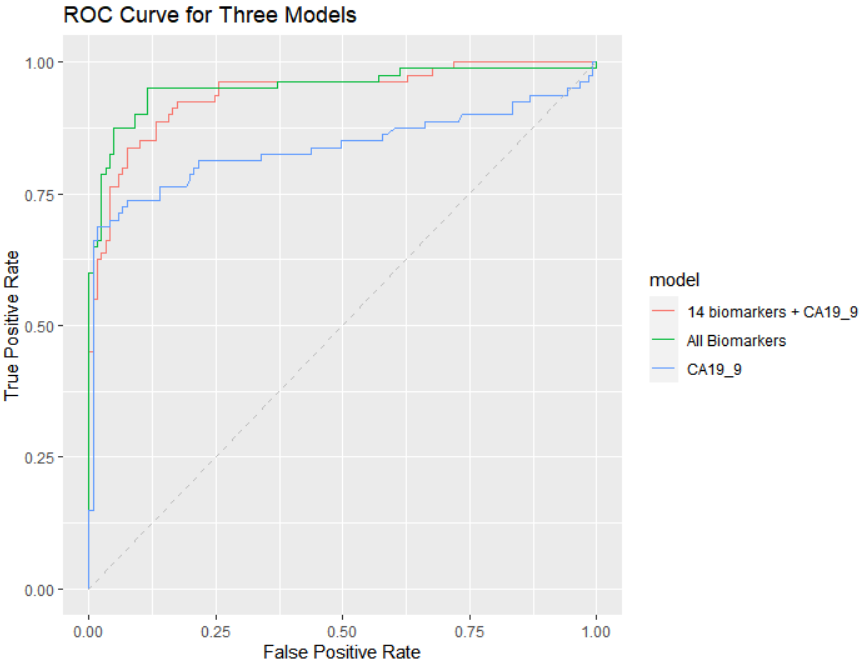 ROC Curve for Three Models
True Positive Rate
1.00
0.75
0.50
0.25
0.00
0.00 0.25 0.50 0.75 1.00
False Positive Rate
model
14 biomarkers + CA19_9
All Biomarkers
CA19_9